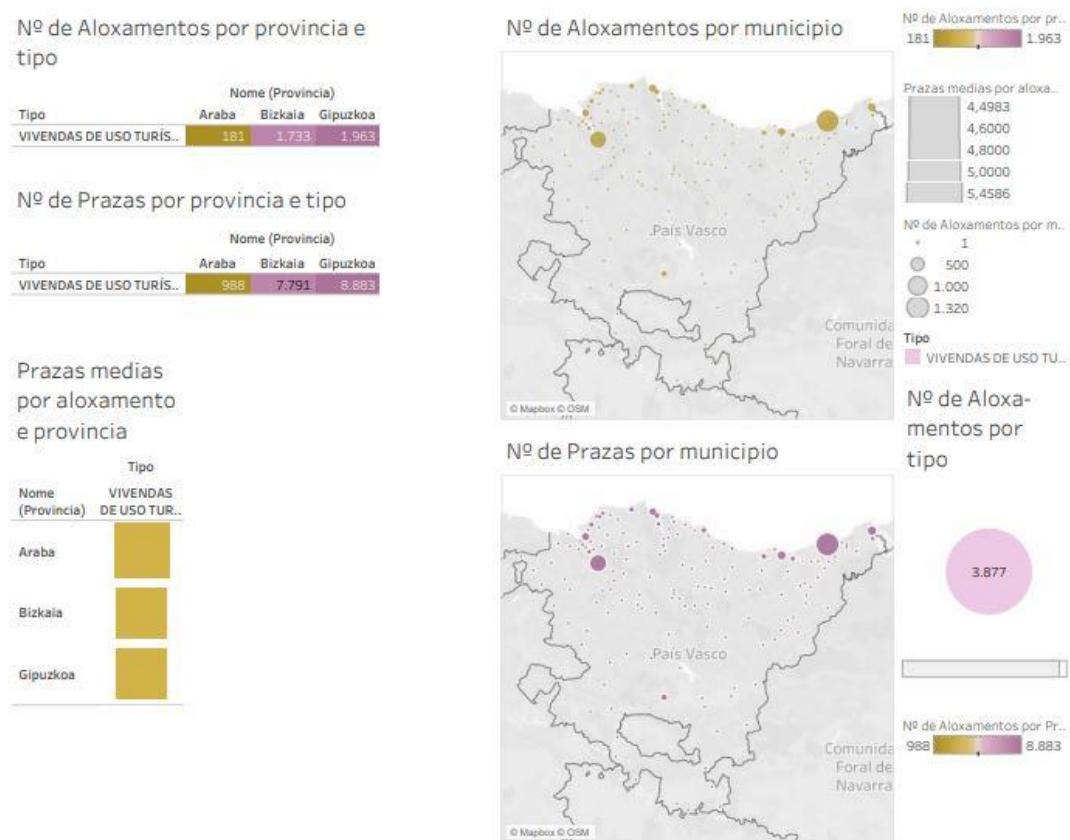 Nº de Aloxamentos por provincia e
tipo
Nome (Provincia)
Tipo Araba Bizkaia Gipuzkoa
VIVENDAS DE USO TURÍS.. 181 1.733 1.963
Nº de Prazas por provincia e tipo
Nome (Provincia)
Tipo Araba Bizkaia Gipuzkoa
VIVENDAS DE USO TURÍS.. 988 7.791 8.883
Prazas medias
por aloxamento
e provincia
Tipo
Nome
(Provincia)
VIVENDAS
DE USO TUR..
Araba
Bizkaia
Gipuzkoa
Nº de Aloxamentos por municipio
País Vasco
Comunida
Foral de
Navarra
© Mapbox © OSM
Nº de Prazas por municipio
País Vasco
Comunida
Foral de
Navarra
© Mapbox © OSM
Nº de Aloxamentos por pr..
181 1.963
Prazas medias por aloxa..
4,4983
4,6000
4,8000
5,0000
5,4586
Nº de Aloxamentos por m..
1
500
1.000
1.320
Tipo
VIVENDAS DE USO TU..
Nº de Aloxa-
mentos por
tipo
3.877
Nº de Aloxamentos por Pr..
988 8.883